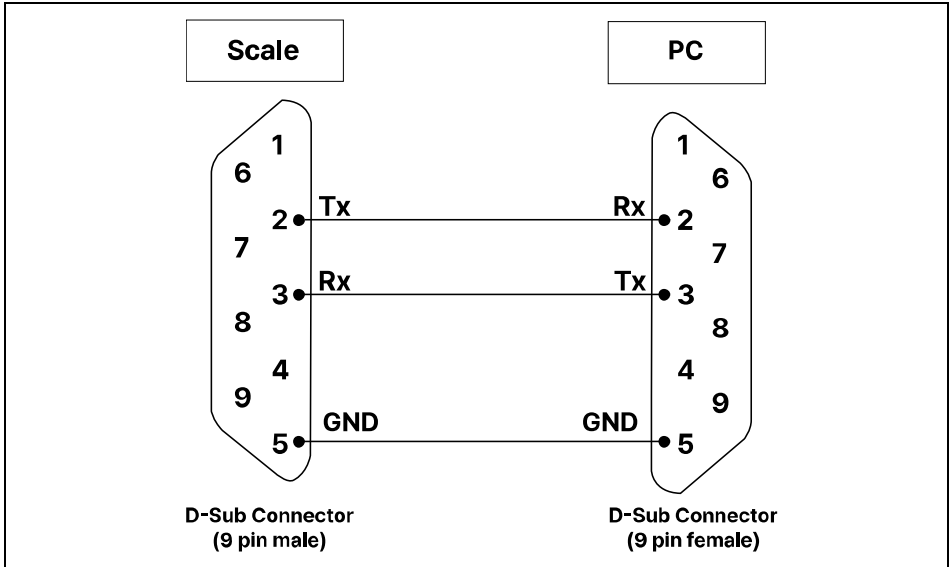 Scale
PC
1
6
2
7
3
8
4
9
5
Tx
Rx
Rx
Tx
GND
GND
1
6
2
7
3
8
4
9
5
D-Sub Connector
(9 pin male)
D-Sub Connector
(9 pin female)